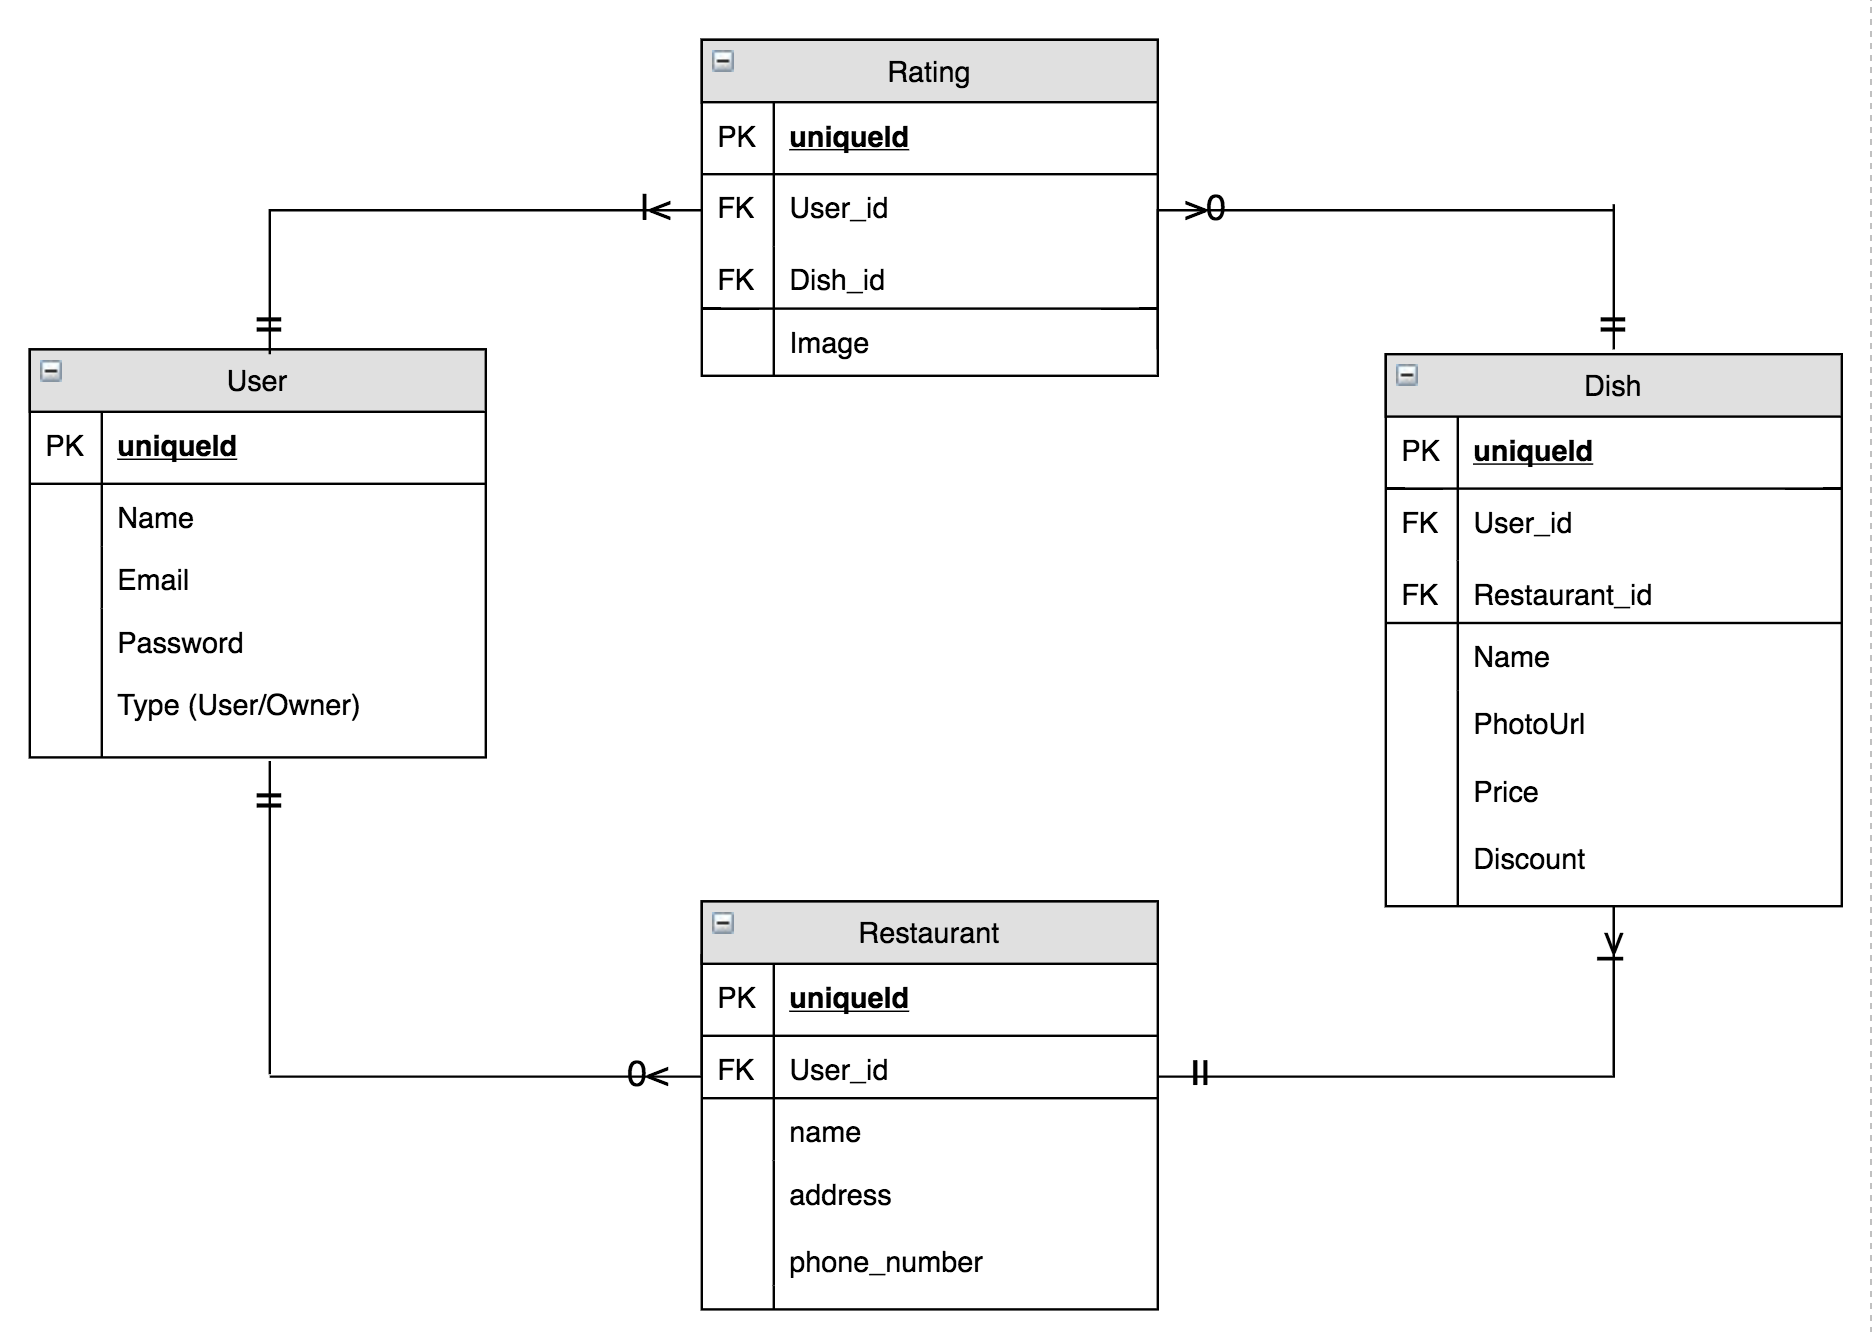 Rating
PK uniqueId
FK User_id
FK Dish_id
Image
User
PK uniqueId
Name
Email
Password
Type (User/Owner)
Dish
PK uniqueId
FK User_id
FK Restaurant_id
Name
PhotoUrl
Price
Discount
Restaurant
PK uniqueId
FK User_id
name
address
phone_number